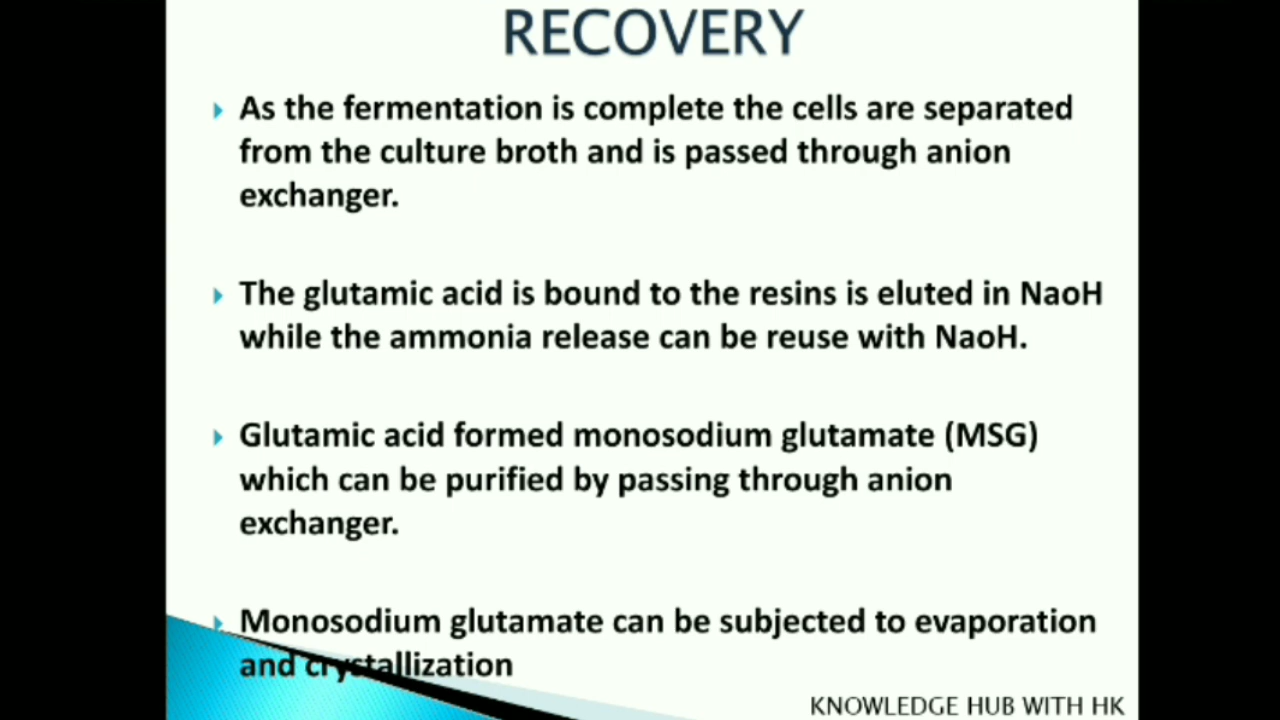 RECOVERY
As the fermentation is complete the cells are separated
from the culture broth and is passed through anion
exchanger.
The glutamic acid is bound to the resins is eluted in NaoH
while the ammonia release can be reuse with NaoH.
Glutamic acid formed monosodium glutamate (MSG)
which can be purified by passing through anion
exchanger.
Monosodium glutamate can be subjected to evaporation
and crystallization
KNOWLEDGE HUB WITH HK